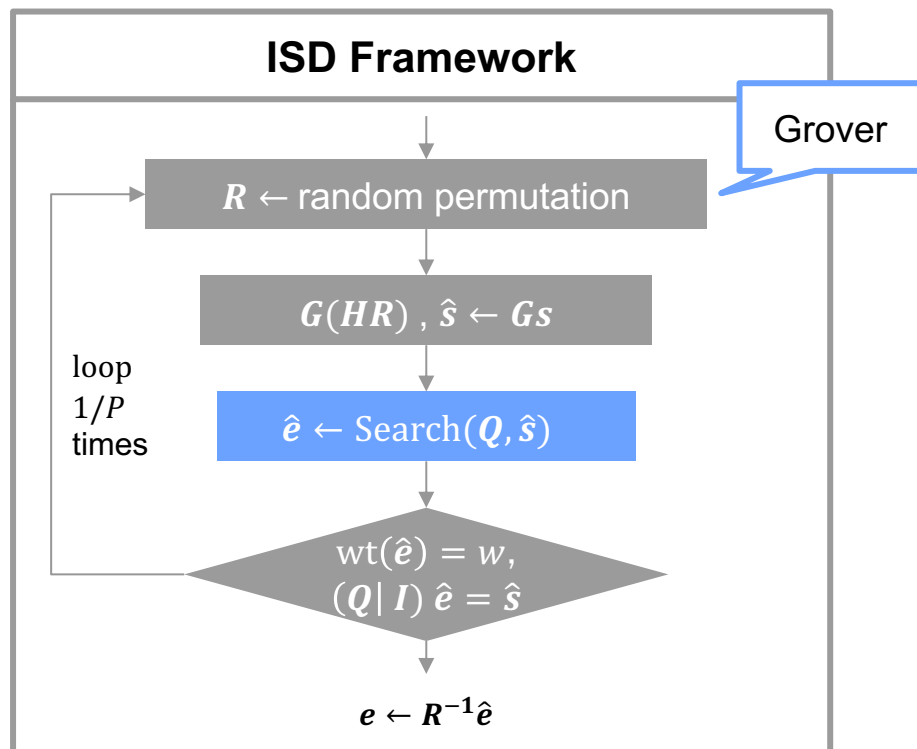 ISD Framework
Grover
R ← random permutation
G(HR) , ŝ ← Gs
loop
1/P
times
ê ← Search(Q, ŝ)
wt(ê) = w,
(Q| I) ê = ŝ
e ← R⁻¹ê